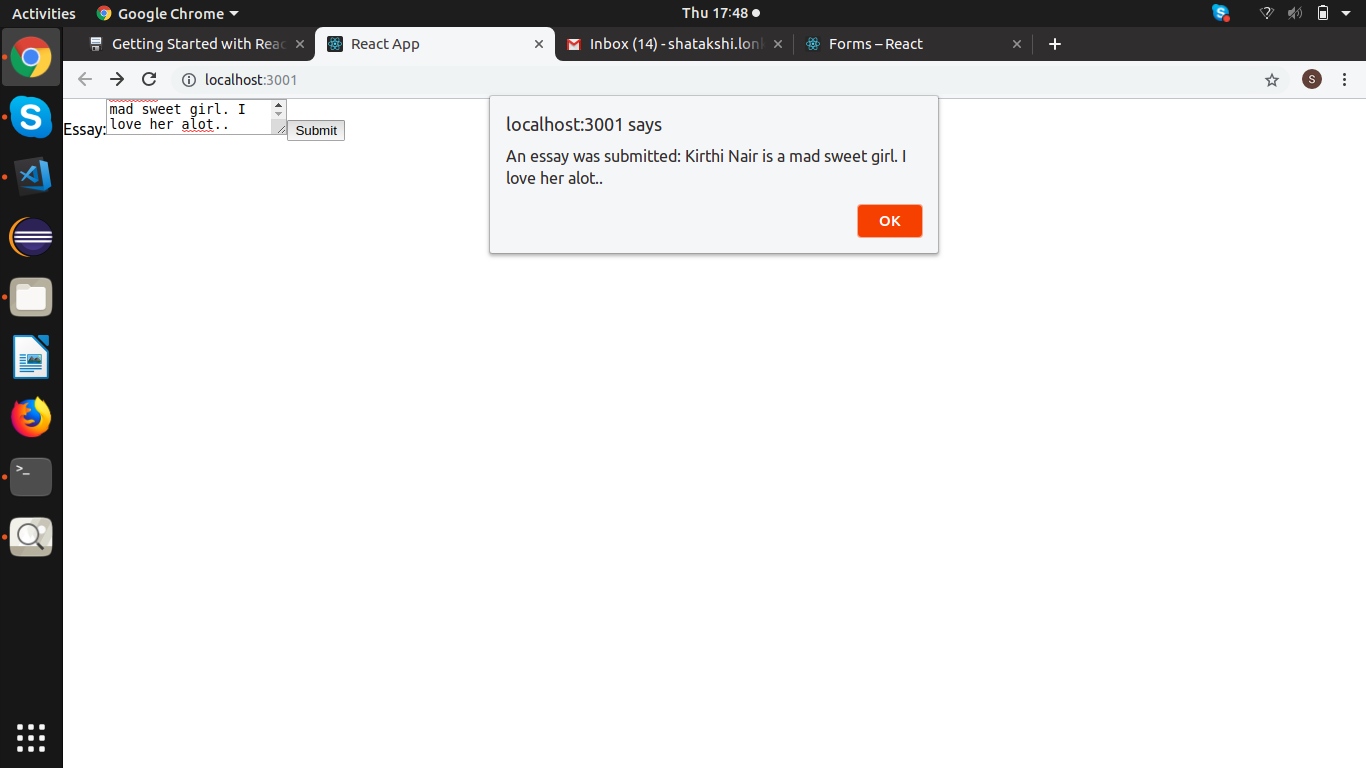 Activities Google Chrome Thu 17:48
Getting Started with Reac React App Inbox (14) - shatakshi.lon Forms – React
localhost:3001
mad sweet girl. I
Essay: love her alot.. Submit
localhost:3001 says
An essay was submitted: Kirthi Nair is a mad sweet girl. I
love her alot..
OK
S
>_